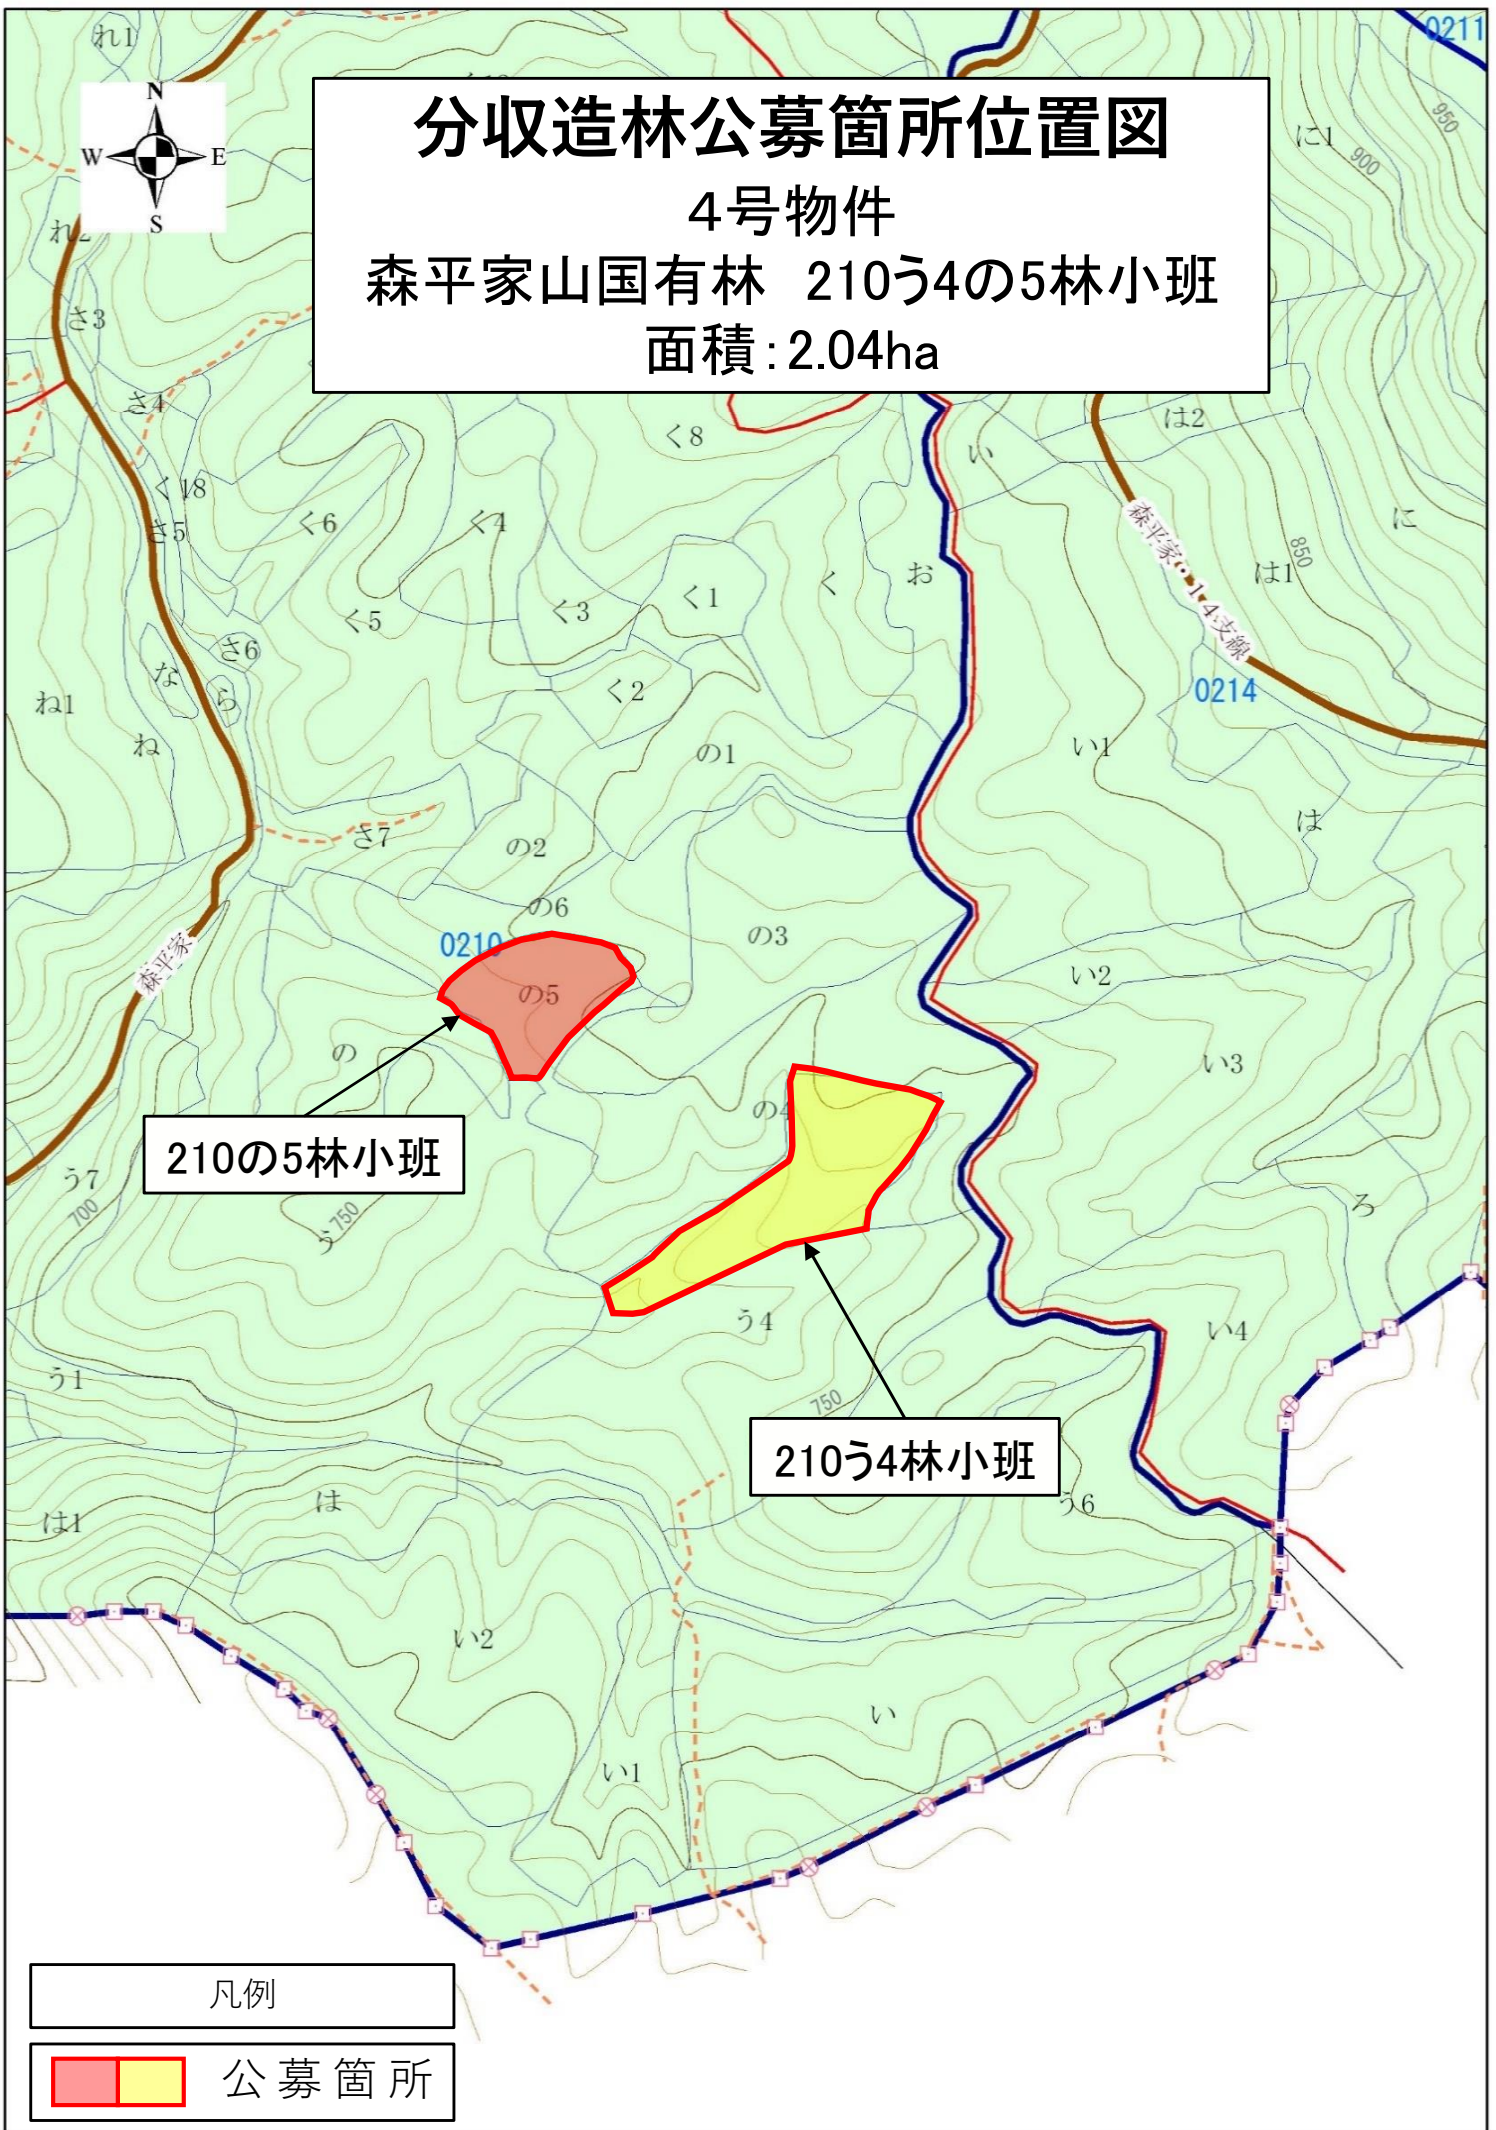 分収造林公募箇所位置図
4号物件
森平家山国有林　210う4の5林小班
面積：2.04ha
N
W E
S
0211
れ1
に1
950
900
れ2
さ3
さ4
く8
は2
い
く18
さ5
く6
く4
に
850
は1
森平家・14支線
お
く
く1
く3
く5
さ6
な
ら
く2
0214
ね1
ね
の1
い1
は
さ7
の2
の6
の3
0210
森平家
い2
の5
の
い3
の4
210の5林小班
う7
700
750
う
ろ
う4
い4
う1
750
210う4林小班
う6
は
は1
い2
い
い1
凡例
公募箇所